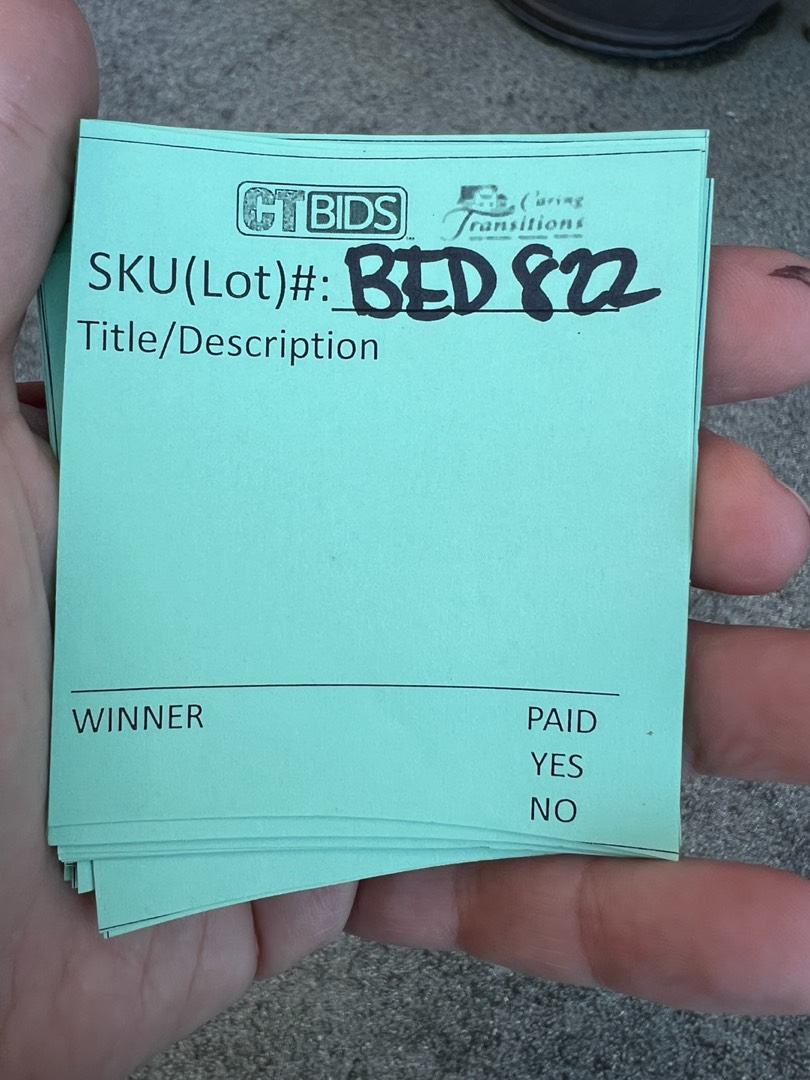 CTBIDS
Caring
Transitions
SKU(Lot)#: BED 822
Title/Description
WINNER
PAID
YES
NO